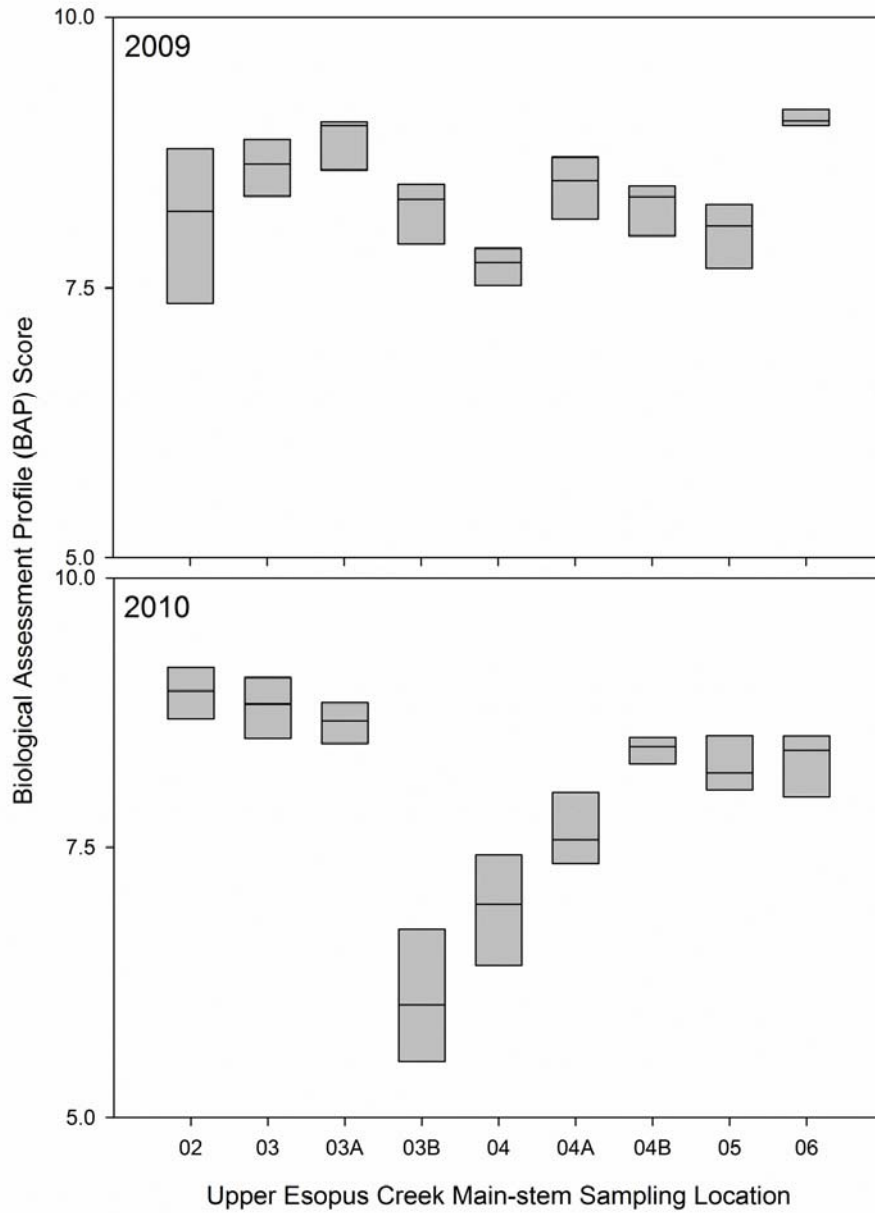 10.0
2009
7.5
5.0
10.0
2010
7.5
5.0
02 03 03A 03B 04 04A 04B 05 06
Upper Esopus Creek Main-stem Sampling Location
Biological Assessment Profile (BAP) Score